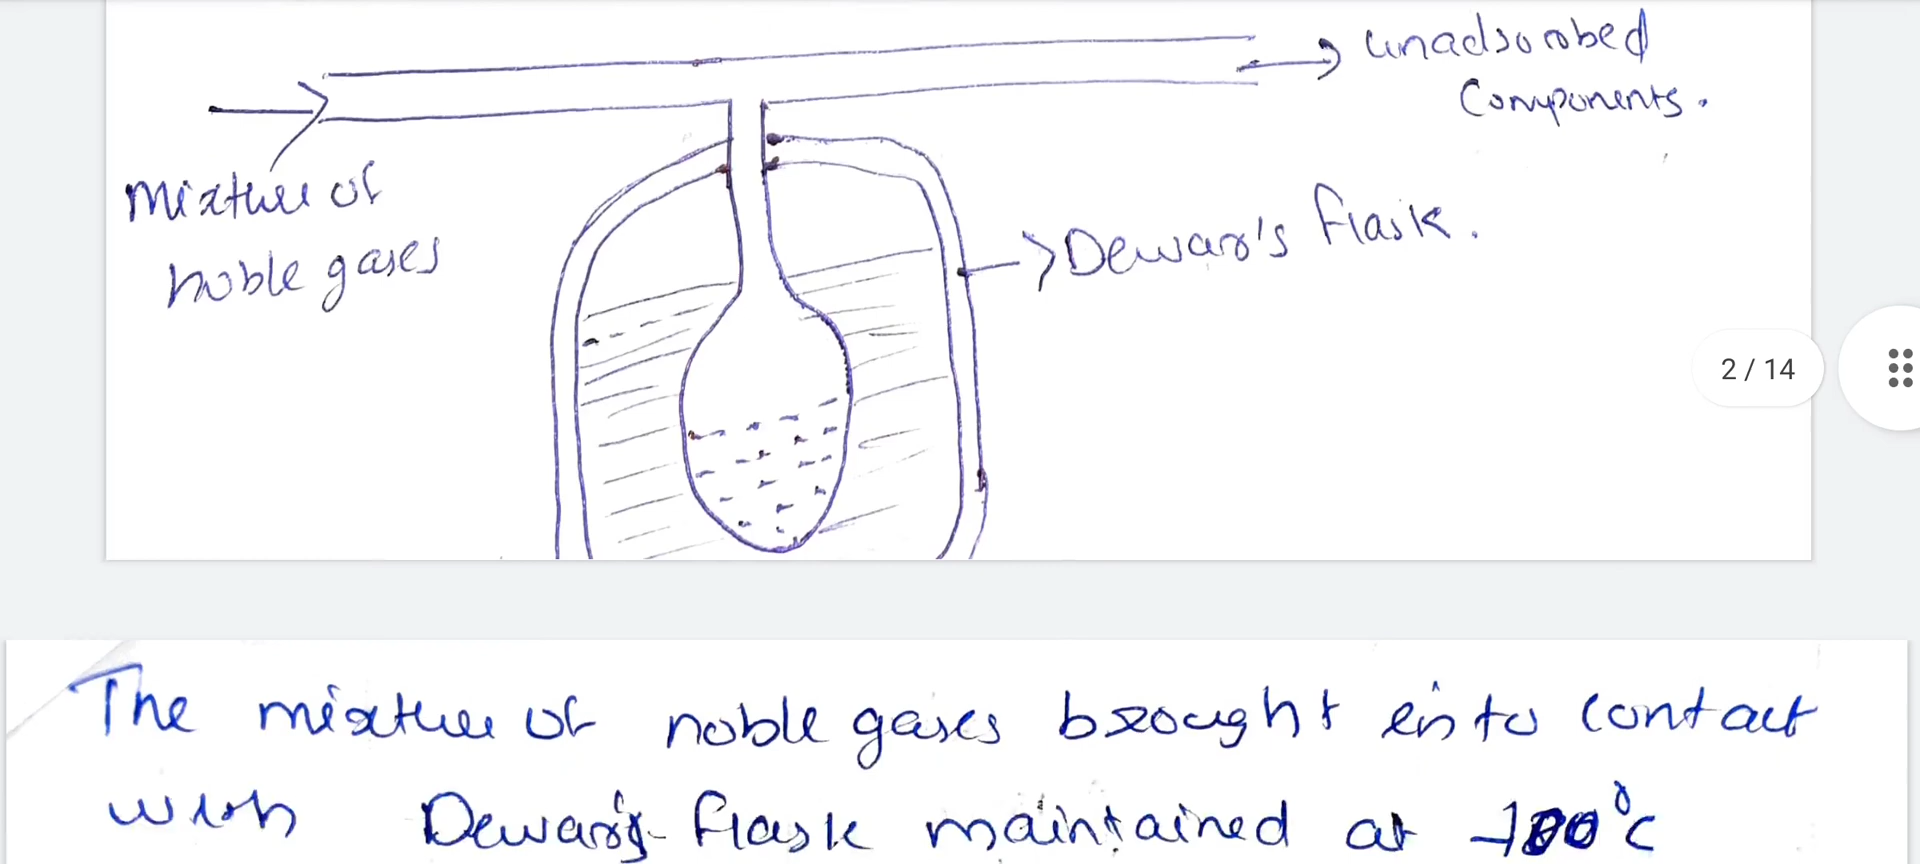 unadsorbed
Components.
Mixture of
noble gases
Dewar's flask.
2 / 14
The mixture of noble gases brought into contact
with Dewar's flask maintained at -100°C